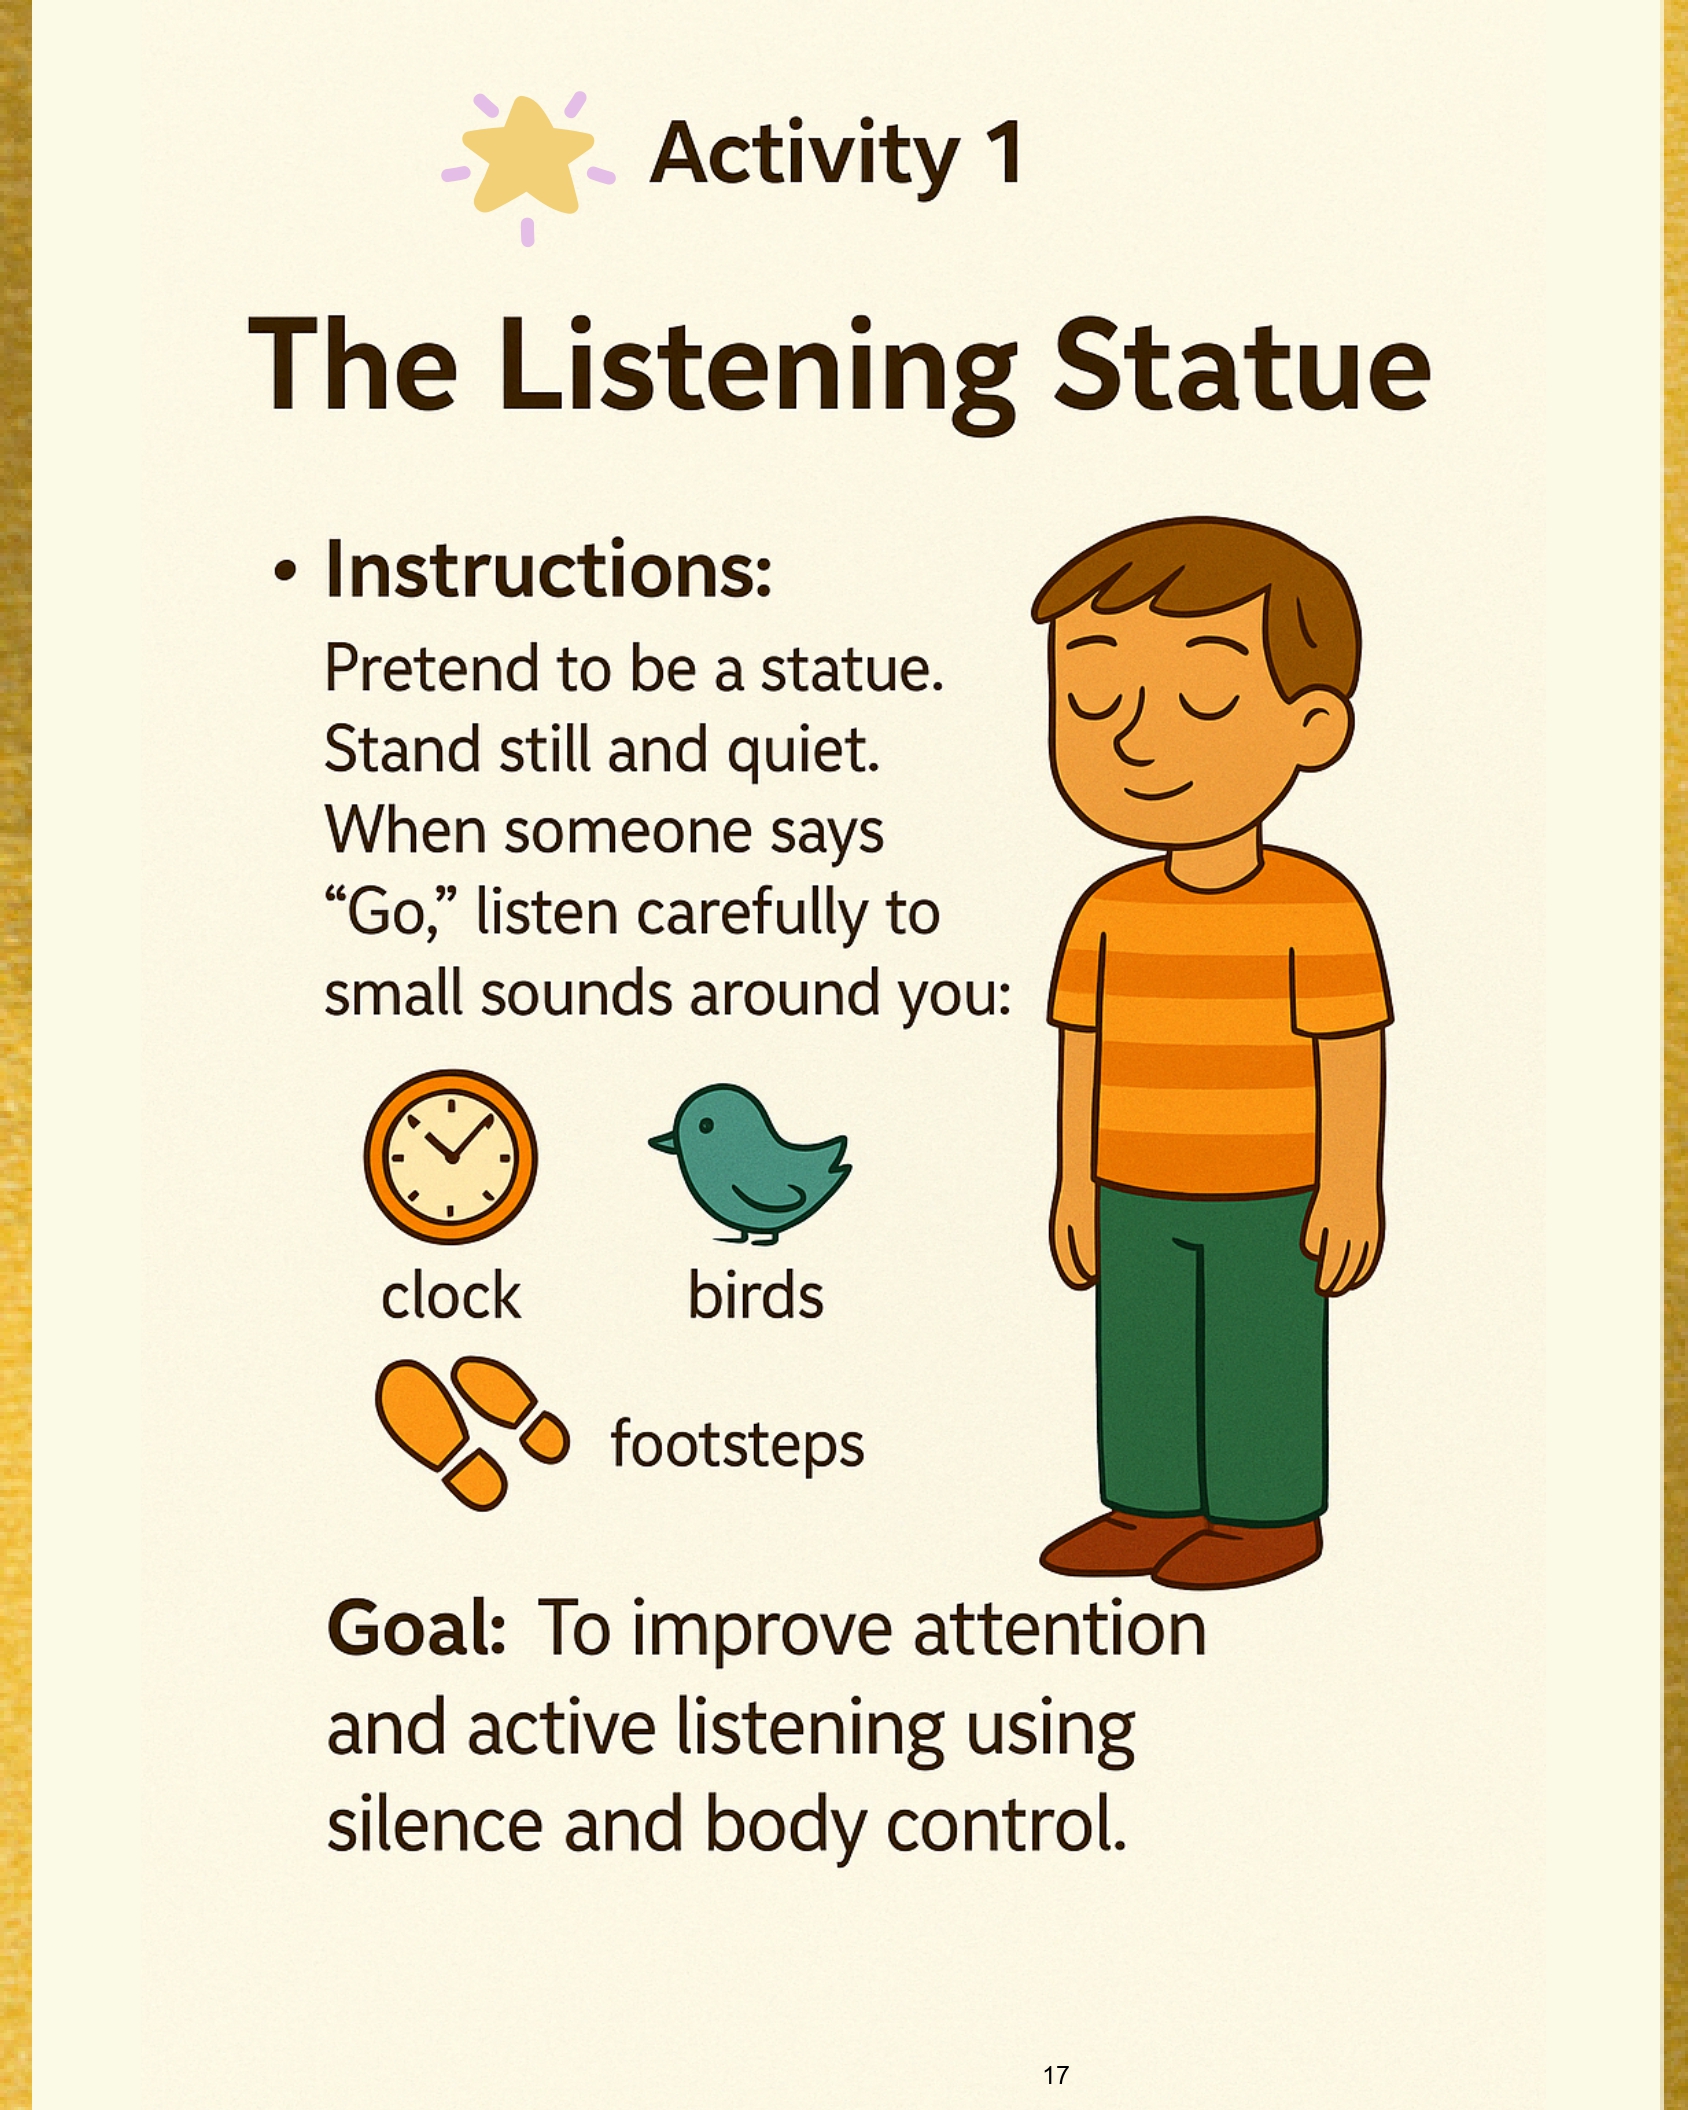 Activity 1
The Listening Statue
• Instructions:
Pretend to be a statue.
Stand still and quiet.
When someone says
“Go,” listen carefully to
small sounds around you:
clock
birds
footsteps
Goal: To improve attention
and active listening using
silence and body control.
17